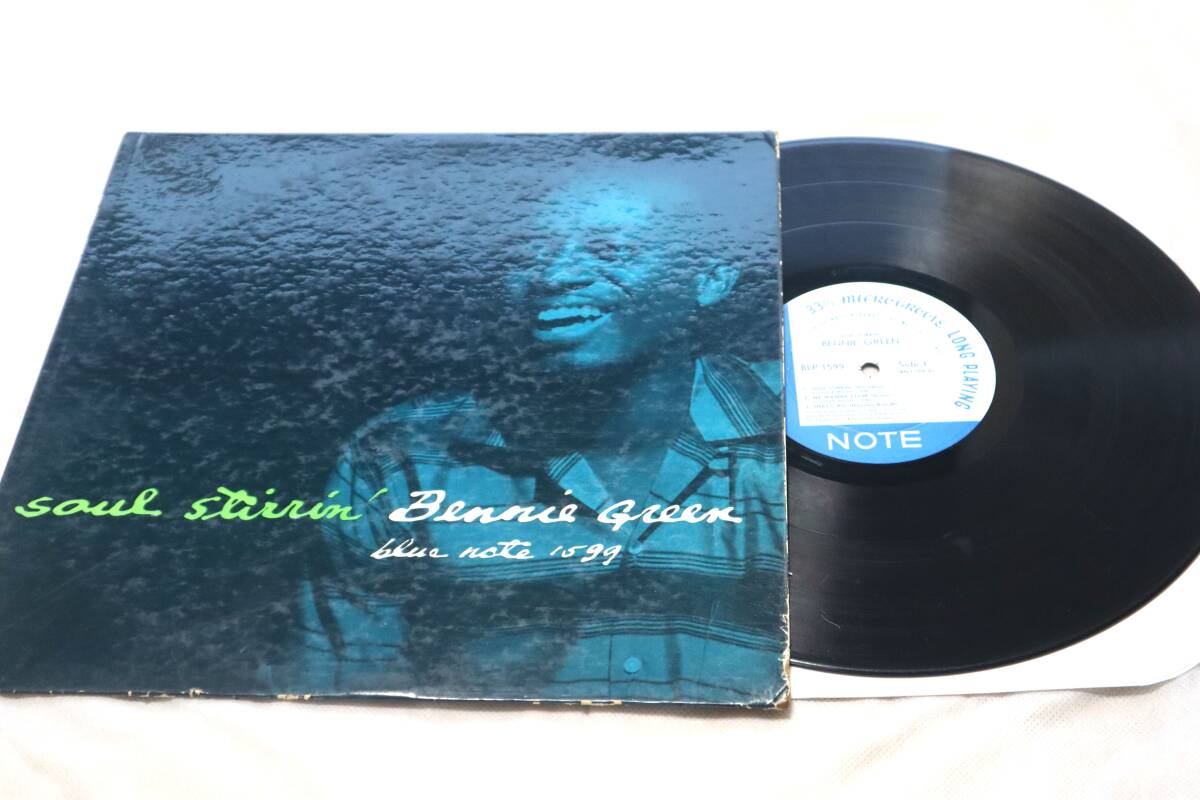 soul stirrin' Bennie Green
blue note 1599
33⅓ MICROGROOVE LONG PLAYING
BENNIE GREEN
BLP 1599 Side 1
NOTE